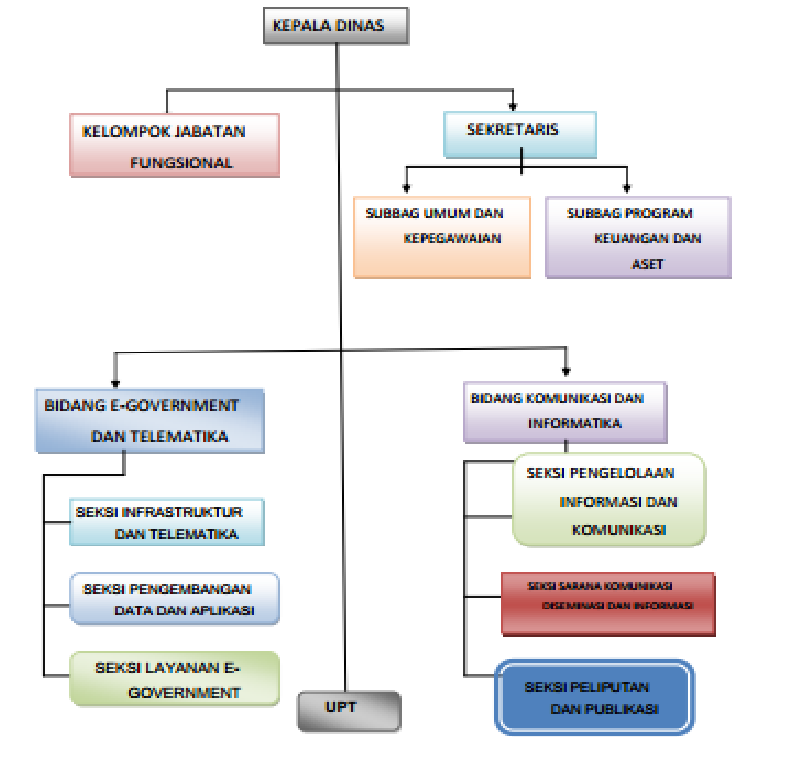 KEPALA DINAS
KELOMPOK JABATAN
FUNGSIONAL
SEKRETARIS
SUBBAG UMUM DAN
KEPEGAWAIAN
SUBBAG PROGRAM
KEUANGAN DAN
ASET
BIDANG E-GOVERNMENT
DAN TELEMATIKA
BIDANG KOMUNIKASI DAN
INFORMATIKA
SEKSI INFRASTRUKTUR
DAN TELEMATIKA
SEKSI PENGEMBANGAN
DATA DAN APLIKASI
SEKSI LAYANAN E-
GOVERNMENT
SEKSI PENGELOLAAN
INFORMASI DAN
KOMUNIKASI
SEKSI SARANA KOMUNIKASI
DISEMINASI DAN INFORMASI
SEKSI PELIPUTAN
DAN PUBLIKASI
UPT